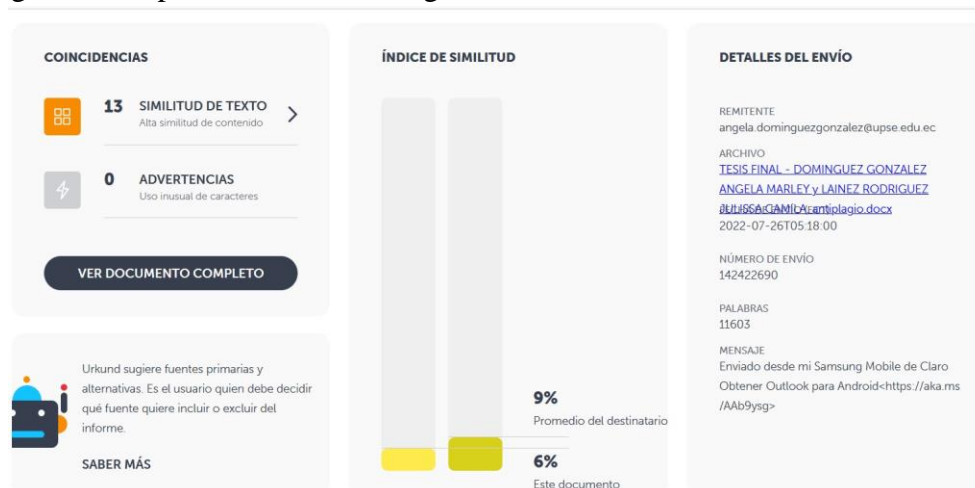 COINCIDENCIAS
13 SIMILITUD DE TEXTO
Alta similitud de contenido
0 ADVERTENCIAS
Uso inusual de caracteres
VER DOCUMENTO COMPLETO
Urkund sugiere fuentes primarias y
alternativas. Es el usuario quien debe decidir
qué fuente quiere incluir o excluir del
informe.
SABER MÁS
ÍNDICE DE SIMILITUD
9%
Promedio del destinatario
6%
Este documento
DETALLES DEL ENVÍO
REMITENTE
angela.dominguezgonzalez@upse.edu.ec
ARCHIVO
TESIS FINAL - DOMINGUEZ GONZALEZ
ANGELA MARLEY y LAINEZ RODRIGUEZ
JULISSA CAMILA-antiplagio.docx
2022-07-26T05:18:00
NÚMERO DE ENVÍO
142422690
PALABRAS
11603
MENSAJE
Enviado desde mi Samsung Mobile de Claro
Obtener Outlook para Android<https://aka.ms
/AAb9ysg>